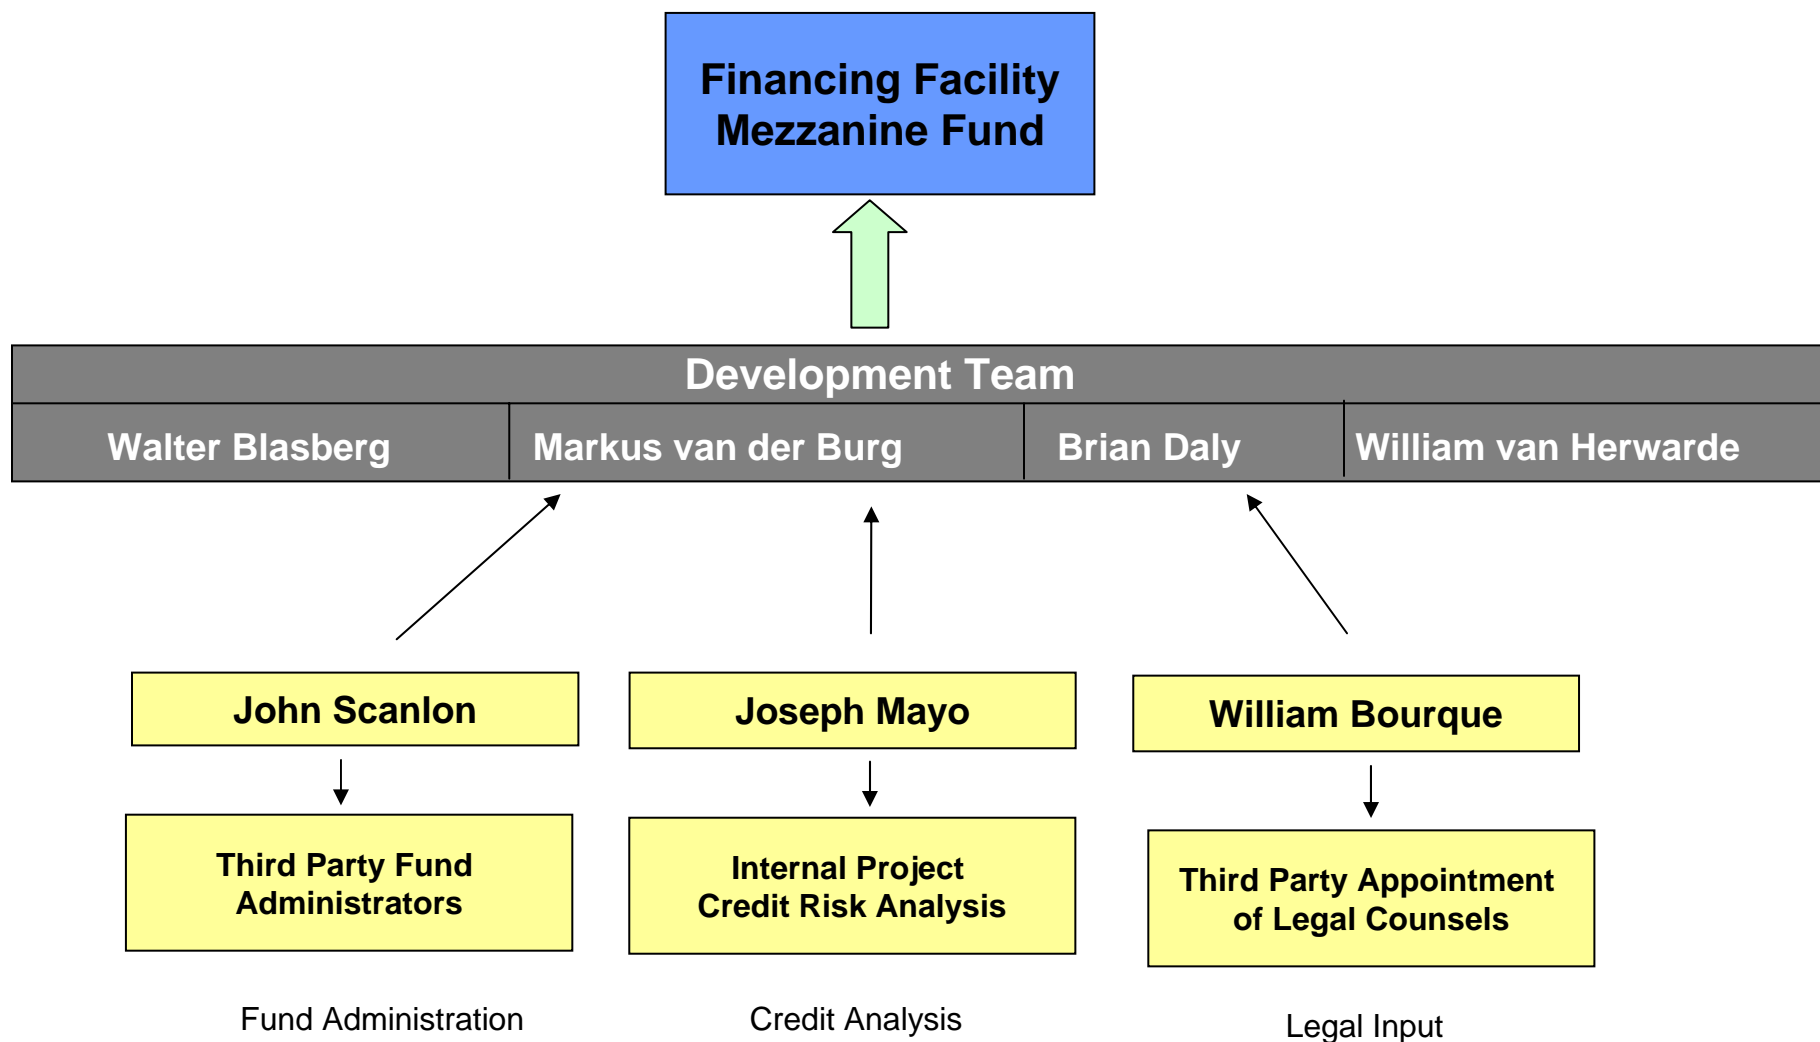 Financing Facility
Mezzanine Fund
Development Team
Walter Blasberg
Markus van der Burg
Brian Daly
William van Herwarde
John Scanlon
Joseph Mayo
William Bourque
Third Party Fund
Administrators
Internal Project
Credit Risk Analysis
Third Party Appointment
of Legal Counsels
Fund Administration
Credit Analysis
Legal Input